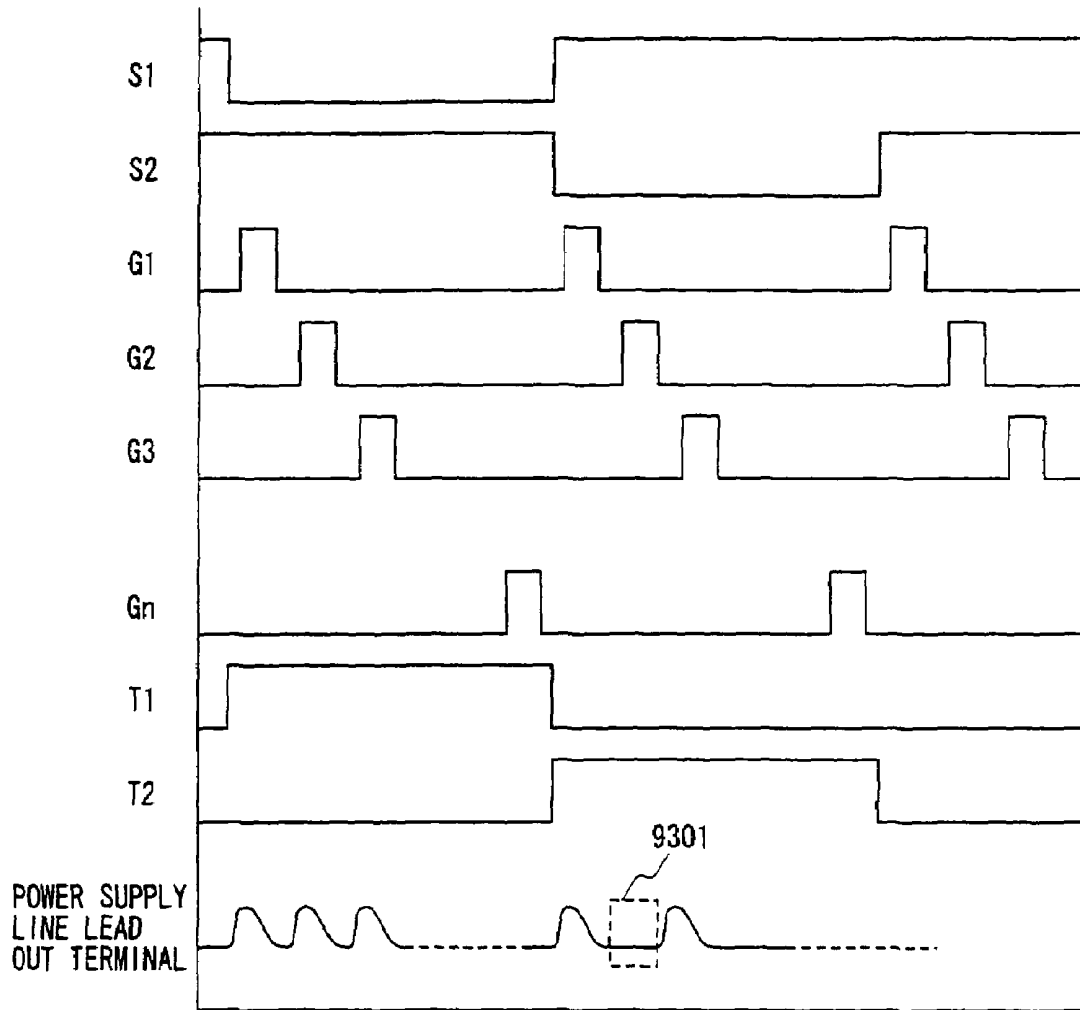 S1
S2
G1
G2
G3
Gn
T1
T2
9301
POWER SUPPLY
LINE LEAD
OUT TERMINAL